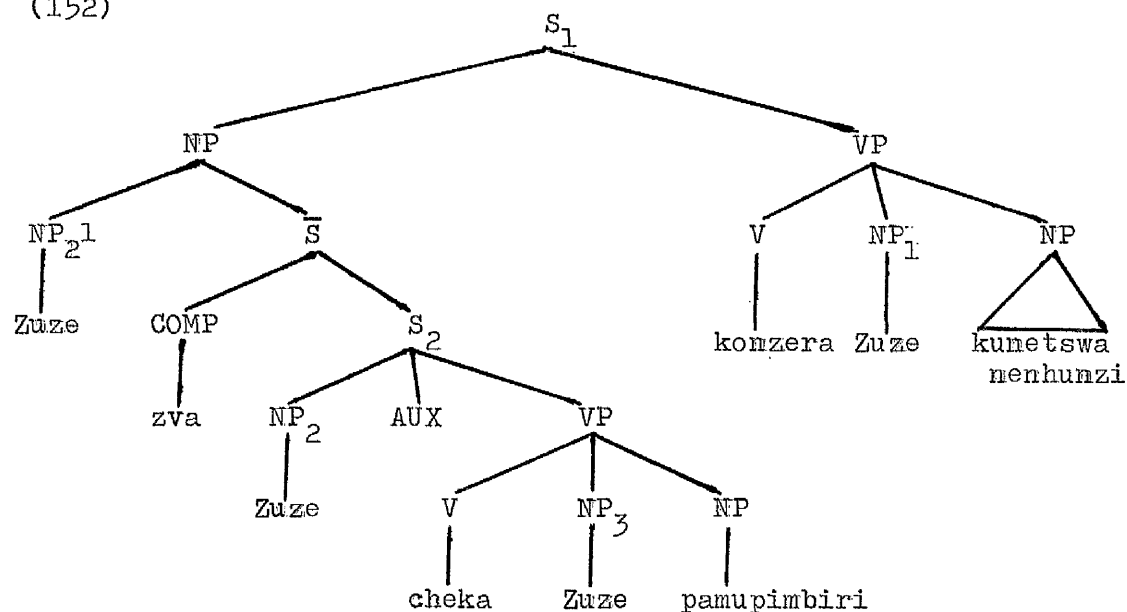 (152)
S1
NP VP
NP21 S̅ V NP1 NP
Zuze COMP S2 konzera Zuze kunetswa
nenhunzi
zva NP2 AUX VP
Zuze V NP3 NP
cheka Zuze pamupimbiri